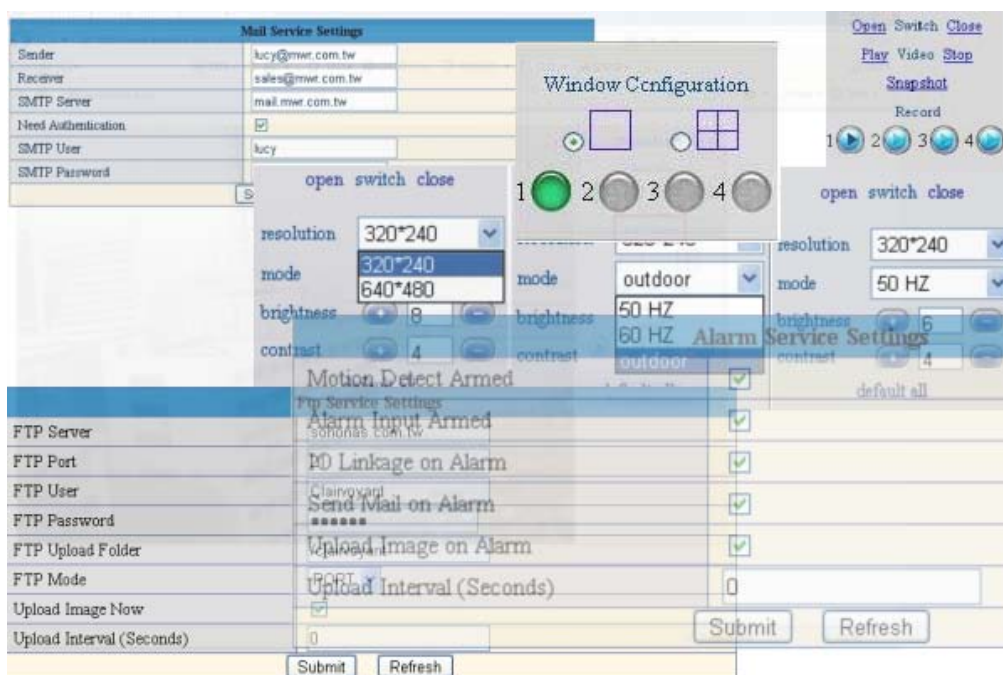 Mail Service Settings
Sender lucy@mwr.com.tw
Receiver sales@mwr.com.tw
SMTP Server mail.mwr.com.tw
Need Authentication
SMTP User lucy
SMTP Password
Window Configuration
1 2 3 4
Open Switch Close
Play Video Stop
Snapshot
Record
1 2 3 4
open switch close
resolution 320*240
320*240
640*480
mode
brightness 8
contrast 4
mode outdoor
50 HZ
60 HZ
outdoor
brightness
contrast
open switch close
resolution 320*240
mode 50 HZ
brightness 6
contrast 4
default all
Alarm Service Settings
Motion Detect Armed
Alarm Input Armed
I/O Linkage on Alarm
Send Mail on Alarm
Upload Image on Alarm
Upload Interval (Seconds) 0
Submit Refresh
Ftp Service Settings
FTP Server
FTP Port
FTP User Clairvoyant
FTP Password ••••••
FTP Upload Folder
FTP Mode PORT
Upload Image Now
Upload Interval (Seconds) 0
Submit Refresh